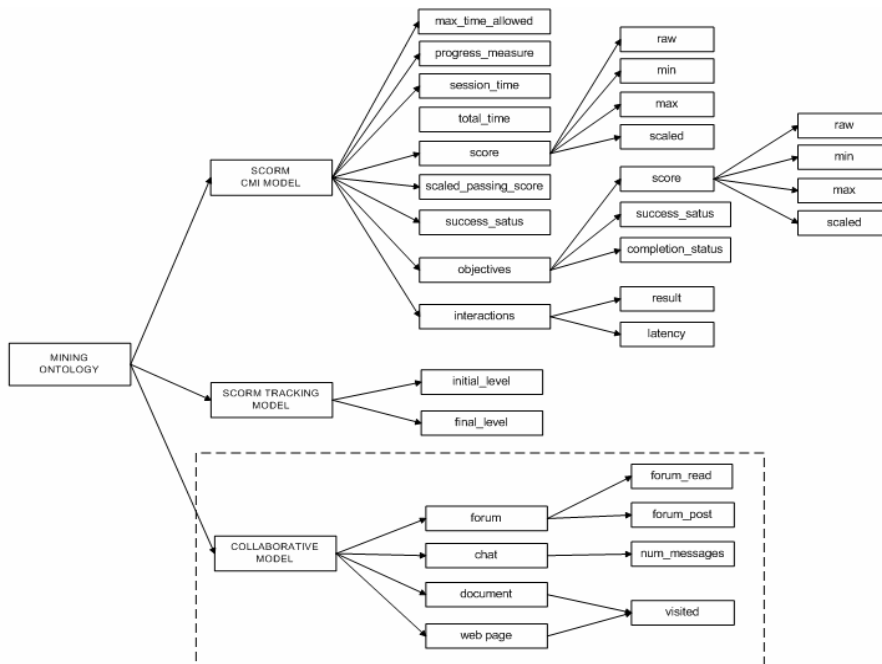 max_time_allowed
progress_measure
session_time
total_time
score
scaled_passing_score
success_satus
objectives
interactions
raw
min
max
scaled
score
success_satus
completion_status
result
latency
raw
min
max
scaled
SCORM
CMI MODEL
MINING
ONTOLOGY
SCORM TRACKING
MODEL
initial_level
final_level
COLLABORATIVE
MODEL
forum
chat
document
web page
forum_read
forum_post
num_messages
visited